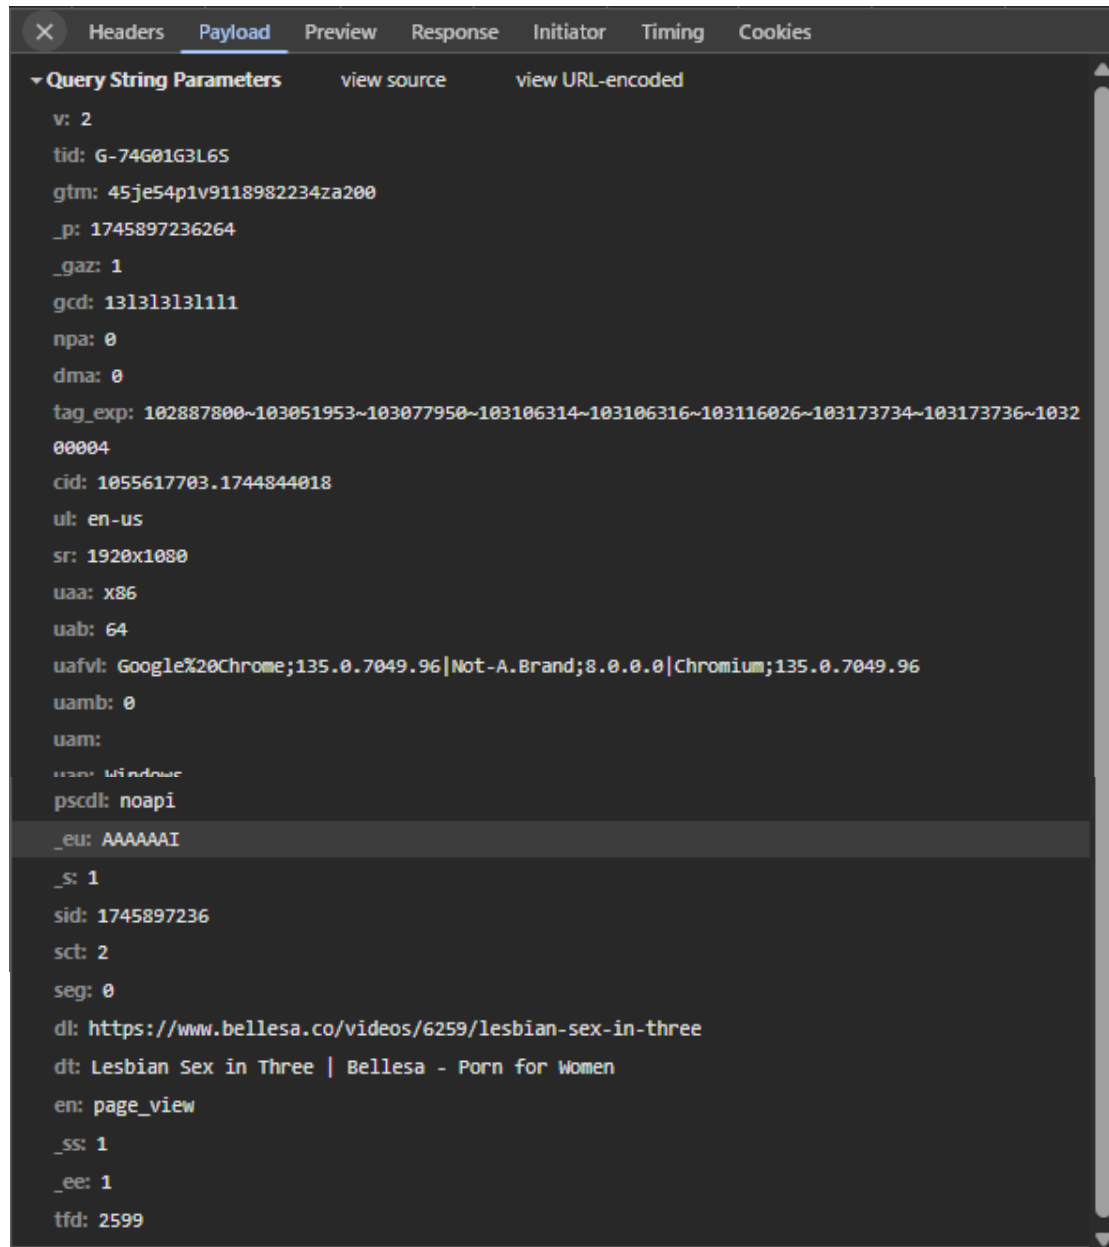 Headers Payload Preview Response Initiator Timing Cookies
Query String Parameters view source view URL-encoded
v: 2
tid: G-74G01G3L6S
gtm: 45je54p1v9118982234za200
_p: 1745897236264
_gaz: 1
gcd: 13l3l3l3l1l1
npa: 0
dma: 0
tag_exp: 102887800~103051953~103077950~103106314~103106316~103116026~103173734~103173736~1032
00004
cid: 1055617703.1744844018
ul: en-us
sr: 1920x1080
uaa: x86
uab: 64
uafvl: Google%20Chrome;135.0.7049.96|Not-A.Brand;8.0.0.0|Chromium;135.0.7049.96
uamb: 0
uam:
uap: Windows
pscdl: noapi
_eu: AAAAAAI
_s: 1
sid: 1745897236
sct: 2
seg: 0
dl: https://www.bellesa.co/videos/6259/lesbian-sex-in-three
dt: Lesbian Sex in Three | Bellesa - Porn for Women
en: page_view
_ss: 1
_ee: 1
tfd: 2599